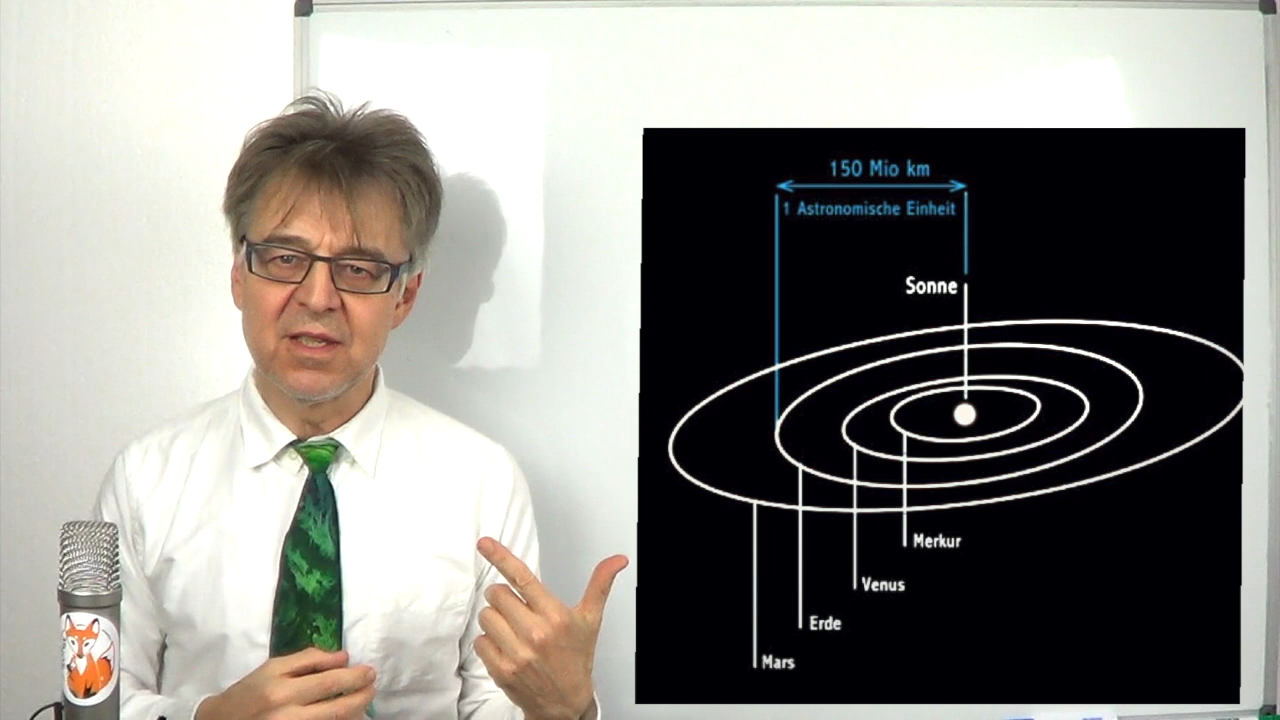 150 Mio km
1 Astronomische Einheit
Sonne
Merkur
Venus
Erde
Mars